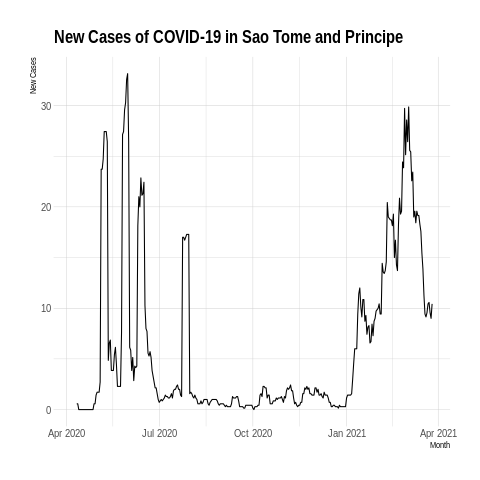 New Cases of COVID-19 in Sao Tome and Principe
New Cases
30
20
10
0
Apr 2020 Jul 2020 Oct 2020 Jan 2021 Apr 2021
Month